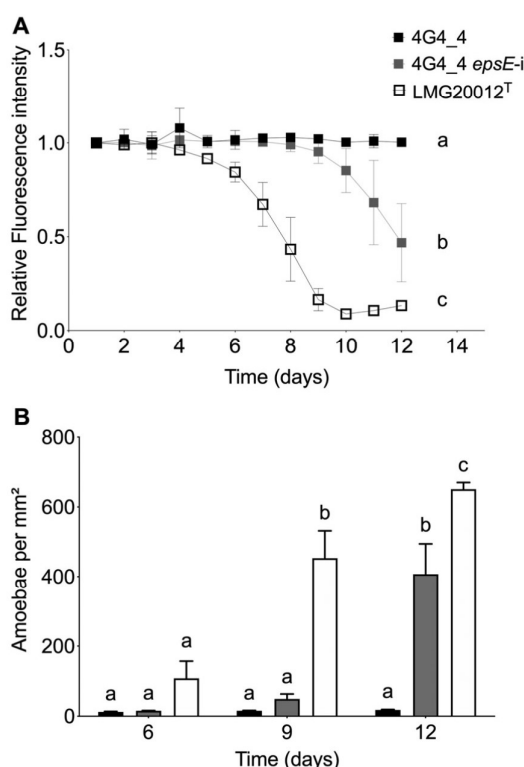 A
4G4_4
4G4_4 epsE-i
LMG20012ᵀ
Relative Fluorescence intensity
1.5
1.0
0.5
0.0
a
b
c
0 2 4 6 8 10 12 14
Time (days)
B
Amoebae per mm²
800
600
400
200
0
a a a
a a b
a b c
6 9 12
Time (days)